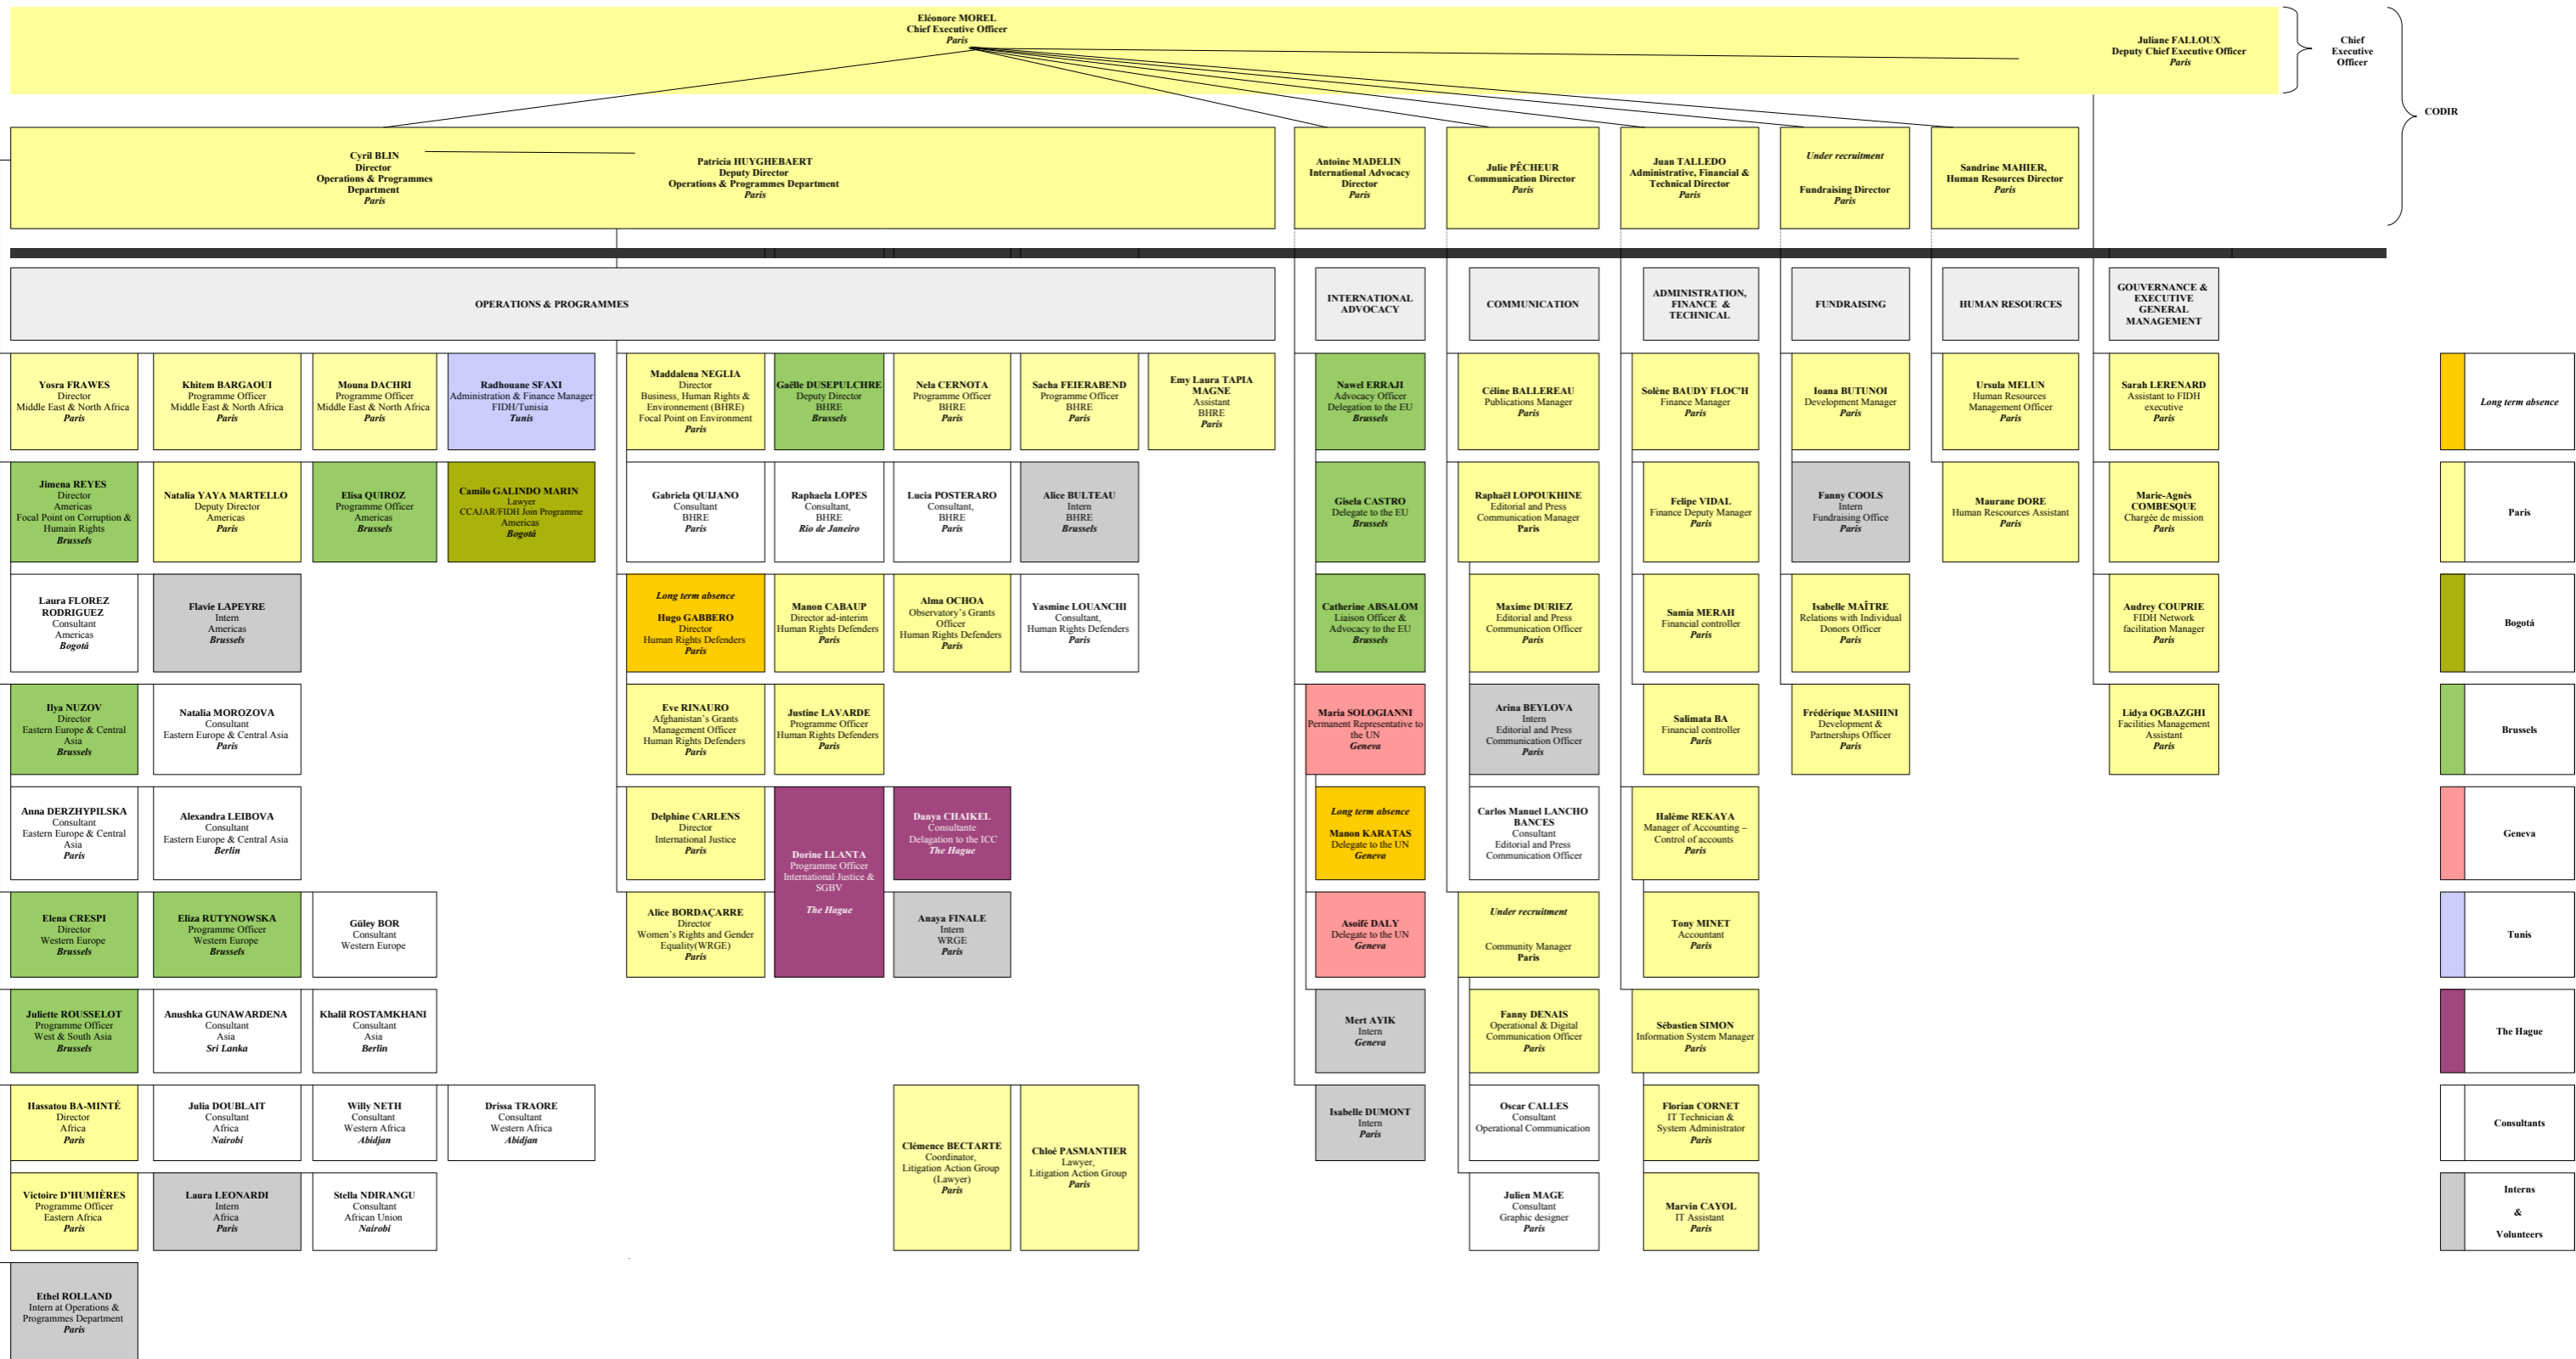 Eléonore MOREL
Chief Executive Officer
Paris
Juliane FALLOUX
Deputy Chief Executive Officer
Paris
Chief
Executive
Officer
CODIR
Cyril BLIN
Director
Operations & Programmes
Department
Paris
Patricia HUYGHEBAERT
Deputy Director
Operations & Programmes Department
Paris
Antoine MADELIN
International Advocacy
Director
Paris
Julie PÊCHEUR
Communication Director
Paris
Juan TALLEDO
Administrative, Financial &
Technical Director
Paris
Under recruitment
Fundraising Director
Paris
Sandrine MAHIER,
Human Resources Director
Paris
OPERATIONS & PROGRAMMES
INTERNATIONAL
ADVOCACY
COMMUNICATION
ADMINISTRATION,
FINANCE &
TECHNICAL
FUNDRAISING
HUMAN RESOURCES
GOUVERNANCE &
EXECUTIVE
GENERAL
MANAGEMENT
Yosra FRAWES
Director
Middle East & North Africa
Paris
Khitem BARGAOUI
Programme Officer
Middle East & North Africa
Paris
Mouna DACHRI
Programme Officer
Middle East & North Africa
Paris
Radhouane SFAXI
Administration & Finance Manager
FIDH/Tunisia
Tunis
Maddalena NEGLIA
Director
Business, Human Rights &
Environnement (BHRE)
Focal Point on Environment
Paris
Gaëlle DUSEPULCHRE
Deputy Director
BHRE
Brussels
Nela CERNOTA
Programme Officer
BHRE
Paris
Sacha FEIERABEND
Programme Officer
BHRE
Paris
Emy Laura TAPIA
MAGNE
Assistant
BHRE
Paris
Nawel ERRAJI
Advocacy Officer
Delegation to the EU
Brussels
Céline BALLEREAU
Publications Manager
Paris
Solène BAUDY FLOC'H
Finance Manager
Paris
Ioana BUTUNOI
Development Manager
Paris
Ursula MELUN
Human Resources
Management Officer
Paris
Sarah LERENARD
Assistant to FIDH
executive
Paris
Long term absence
Jimena REYES
Director
Americas
Focal Point on Corruption &
Humain Rights
Brussels
Natalia YAYA MARTELLO
Deputy Director
Americas
Paris
Elisa QUIROZ
Programme Officer
Americas
Brussels
Camilo GALINDO MARIN
Lawyer
CCAJAR/FIDH Join Programme
Americas
Bogotá
Gabriela QUIJANO
Consultant
BHRE
Paris
Raphaela LOPES
Consultant,
BHRE
Rio de Janeiro
Lucia POSTERARO
Consultant,
BHRE
Paris
Alice BULTEAU
Intern
BHRE
Brussels
Gisela CASTRO
Delegate to the EU
Brussels
Raphaël LOPOUKHINE
Editorial and Press
Communication Manager
Paris
Felipe VIDAL
Finance Deputy Manager
Paris
Fanny COOLS
Intern
Fundraising Office
Paris
Maurane DORE
Human Rescources Assistant
Paris
Marie-Agnès
COMBESQUE
Chargée de mission
Paris
Paris
Laura FLOREZ
RODRIGUEZ
Consultant
Americas
Bogotá
Flavie LAPEYRE
Intern
Americas
Brussels
Long term absence
Hugo GABBERO
Director
Human Rights Defenders
Paris
Manon CABAUP
Director ad-interim
Human Rights Defenders
Paris
Alma OCHOA
Observatory's Grants
Officer
Human Rights Defenders
Paris
Yasmine LOUANCHI
Consultant,
Human Rights Defenders
Paris
Catherine ABSALOM
Liaison Officer &
Advocacy to the EU
Brussels
Maxime DURIEZ
Editorial and Press
Communication Officer
Paris
Samia MERAH
Financial controller
Paris
Isabelle MAÎTRE
Relations with Individual
Donors Officer
Paris
Audrey COUPRIE
FIDH Network
facilitation Manager
Paris
Bogotá
Ilya NUZOV
Director
Eastern Europe & Central
Asia
Brussels
Natalia MOROZOVA
Consultant
Eastern Europe & Central Asia
Paris
Eve RINAURO
Afghanistan's Grants
Management Officer
Human Rights Defenders
Paris
Justine LAVARDE
Programme Officer
Human Rights Defenders
Paris
Maria SOLOGIANNI
Permanent Representative to
the UN
Geneva
Arina BEYLOVA
Intern
Editorial and Press
Communication Officer
Paris
Salimata BA
Financial controller
Paris
Frédérique MASHINI
Development &
Partnerships Officer
Paris
Lidya OGBAZGHI
Facilities Management
Assistant
Paris
Brussels
Anna DERZHYPILSKA
Consultant
Eastern Europe & Central
Asia
Paris
Alexandra LEIBOVA
Consultant
Eastern Europe & Central Asia
Berlin
Delphine CARLENS
Director
International Justice
Paris
Dorine LLANTA
Programme Officer
International Justice &
SGBV
The Hague
Danya CHAIKEL
Consultante
Delagation to the ICC
The Hague
Long term absence
Manon KARATAS
Delegate to the UN
Geneva
Carlos Manuel LANCHO
BANCES
Consultant
Editorial and Press
Communication Officer
Halème REKAYA
Manager of Accounting –
Control of accounts
Paris
Geneva
Elena CRESPI
Director
Western Europe
Brussels
Eliza RUTYNOWSKA
Programme Officer
Western Europe
Brussels
Güley BOR
Consultant
Western Europe
Alice BORDAÇARRE
Director
Women's Rights and Gender
Equality(WRGE)
Paris
Anaya FINALE
Intern
WRGE
Paris
Asoifé DALY
Delegate to the UN
Geneva
Under recruitment
Community Manager
Paris
Tony MINET
Accountant
Paris
Tunis
Juliette ROUSSELOT
Programme Officer
West & South Asia
Brussels
Anushka GUNAWARDENA
Consultant
Asia
Sri Lanka
Khalil ROSTAMKHANI
Consultant
Asia
Berlin
Mert AYIK
Intern
Geneva
Fanny DENAIS
Operational & Digital
Communication Officer
Paris
Sébastien SIMON
Information System Manager
Paris
The Hague
Hassatou BA-MINTÉ
Director
Africa
Paris
Julia DOUBLAIT
Consultant
Africa
Nairobi
Willy NETH
Consultant
Western Africa
Abidjan
Drissa TRAORE
Consultant
Western Africa
Abidjan
Clémence BECTARTE
Coordinator,
Litigation Action Group
(Lawyer)
Paris
Chloé PASMANTIER
Lawyer,
Litigation Action Group
Paris
Isabelle DUMONT
Intern
Paris
Oscar CALLES
Consultant
Operational Communication
Florian CORNET
IT Technician &
System Administrator
Paris
Consultants
Victoire D'HUMIÈRES
Programme Officer
Eastern Africa
Paris
Laura LEONARDI
Intern
Africa
Paris
Stella NDIRANGU
Consultant
African Union
Nairobi
Julien MAGE
Consultant
Graphic designer
Paris
Marvin CAYOL
IT Assistant
Paris
Interns
&
Volunteers
Ethel ROLLAND
Intern at Operations &
Programmes Department
Paris